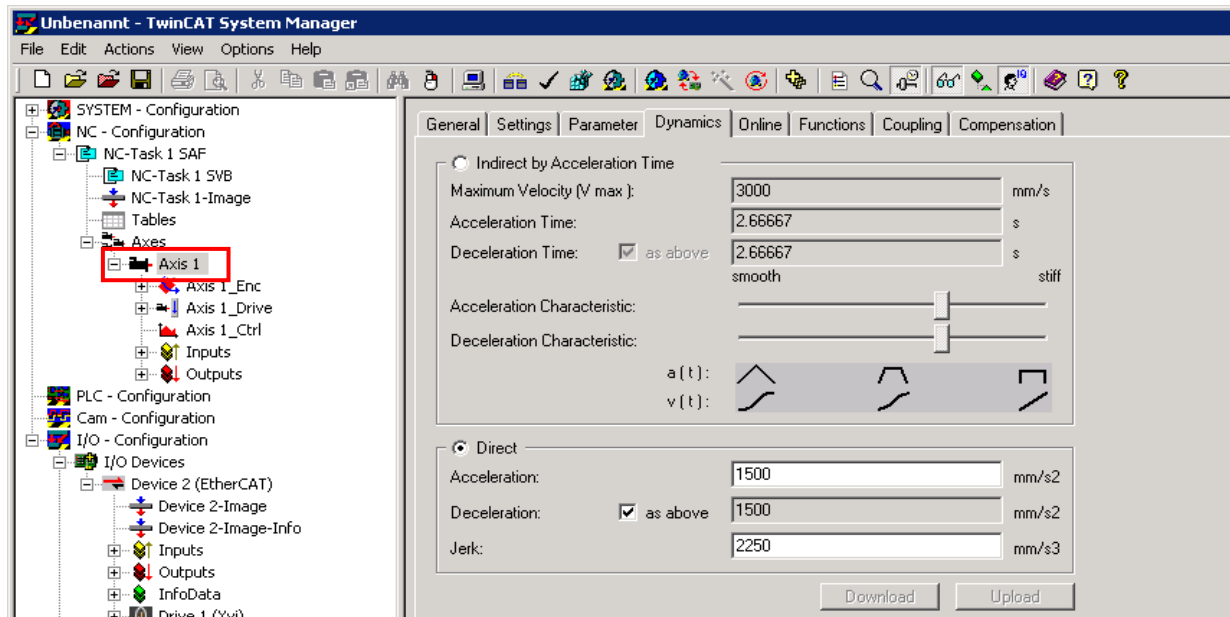 Unbenannt - TwinCAT System Manager
File Edit Actions View Options Help
SYSTEM - Configuration
NC - Configuration
NC-Task 1 SAF
NC-Task 1 SVB
NC-Task 1-Image
Tables
Axes
Axis 1
Axis 1_Enc
Axis 1_Drive
Axis 1_Ctrl
Inputs
Outputs
PLC - Configuration
Cam - Configuration
I/O - Configuration
I/O Devices
Device 2 (EtherCAT)
Device 2-Image
Device 2-Image-Info
Inputs
Outputs
InfoData
Drive 1 (Xvi)
General Settings Parameter Dynamics Online Functions Coupling Compensation
Indirect by Acceleration Time
Maximum Velocity (V max ): 3000 mm/s
Acceleration Time: 2.66667 s
Deceleration Time: as above 2.66667 s
smooth stiff
Acceleration Characteristic:
Deceleration Characteristic:
a(t):
v(t):
Direct
Acceleration: 1500 mm/s2
Deceleration: as above 1500 mm/s2
Jerk: 2250 mm/s3
Download Upload